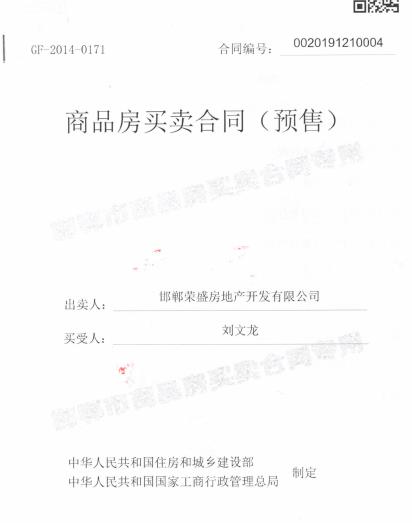 GF-2014-0171 合同编号: 0020191210004
商品房买卖合同（预售）
邯郸市商品房买卖合同专用
出卖人: 邯郸荣盛房地产开发有限公司
买受人: 刘文龙
邯郸市商品房买卖合同专用
中华人民共和国住房和城乡建设部
中华人民共和国国家工商行政管理总局 制定